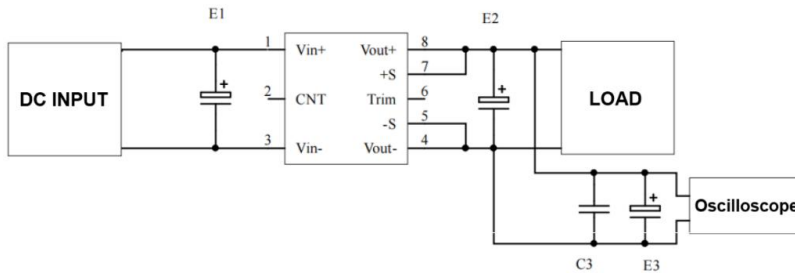 E1
E2
DC INPUT
1
Vin+
2
CNT
3
Vin-
Vout+
8
+S
7
Trim
6
-S
5
Vout-
4
+
+
LOAD
+
Oscilloscope
C3
E3